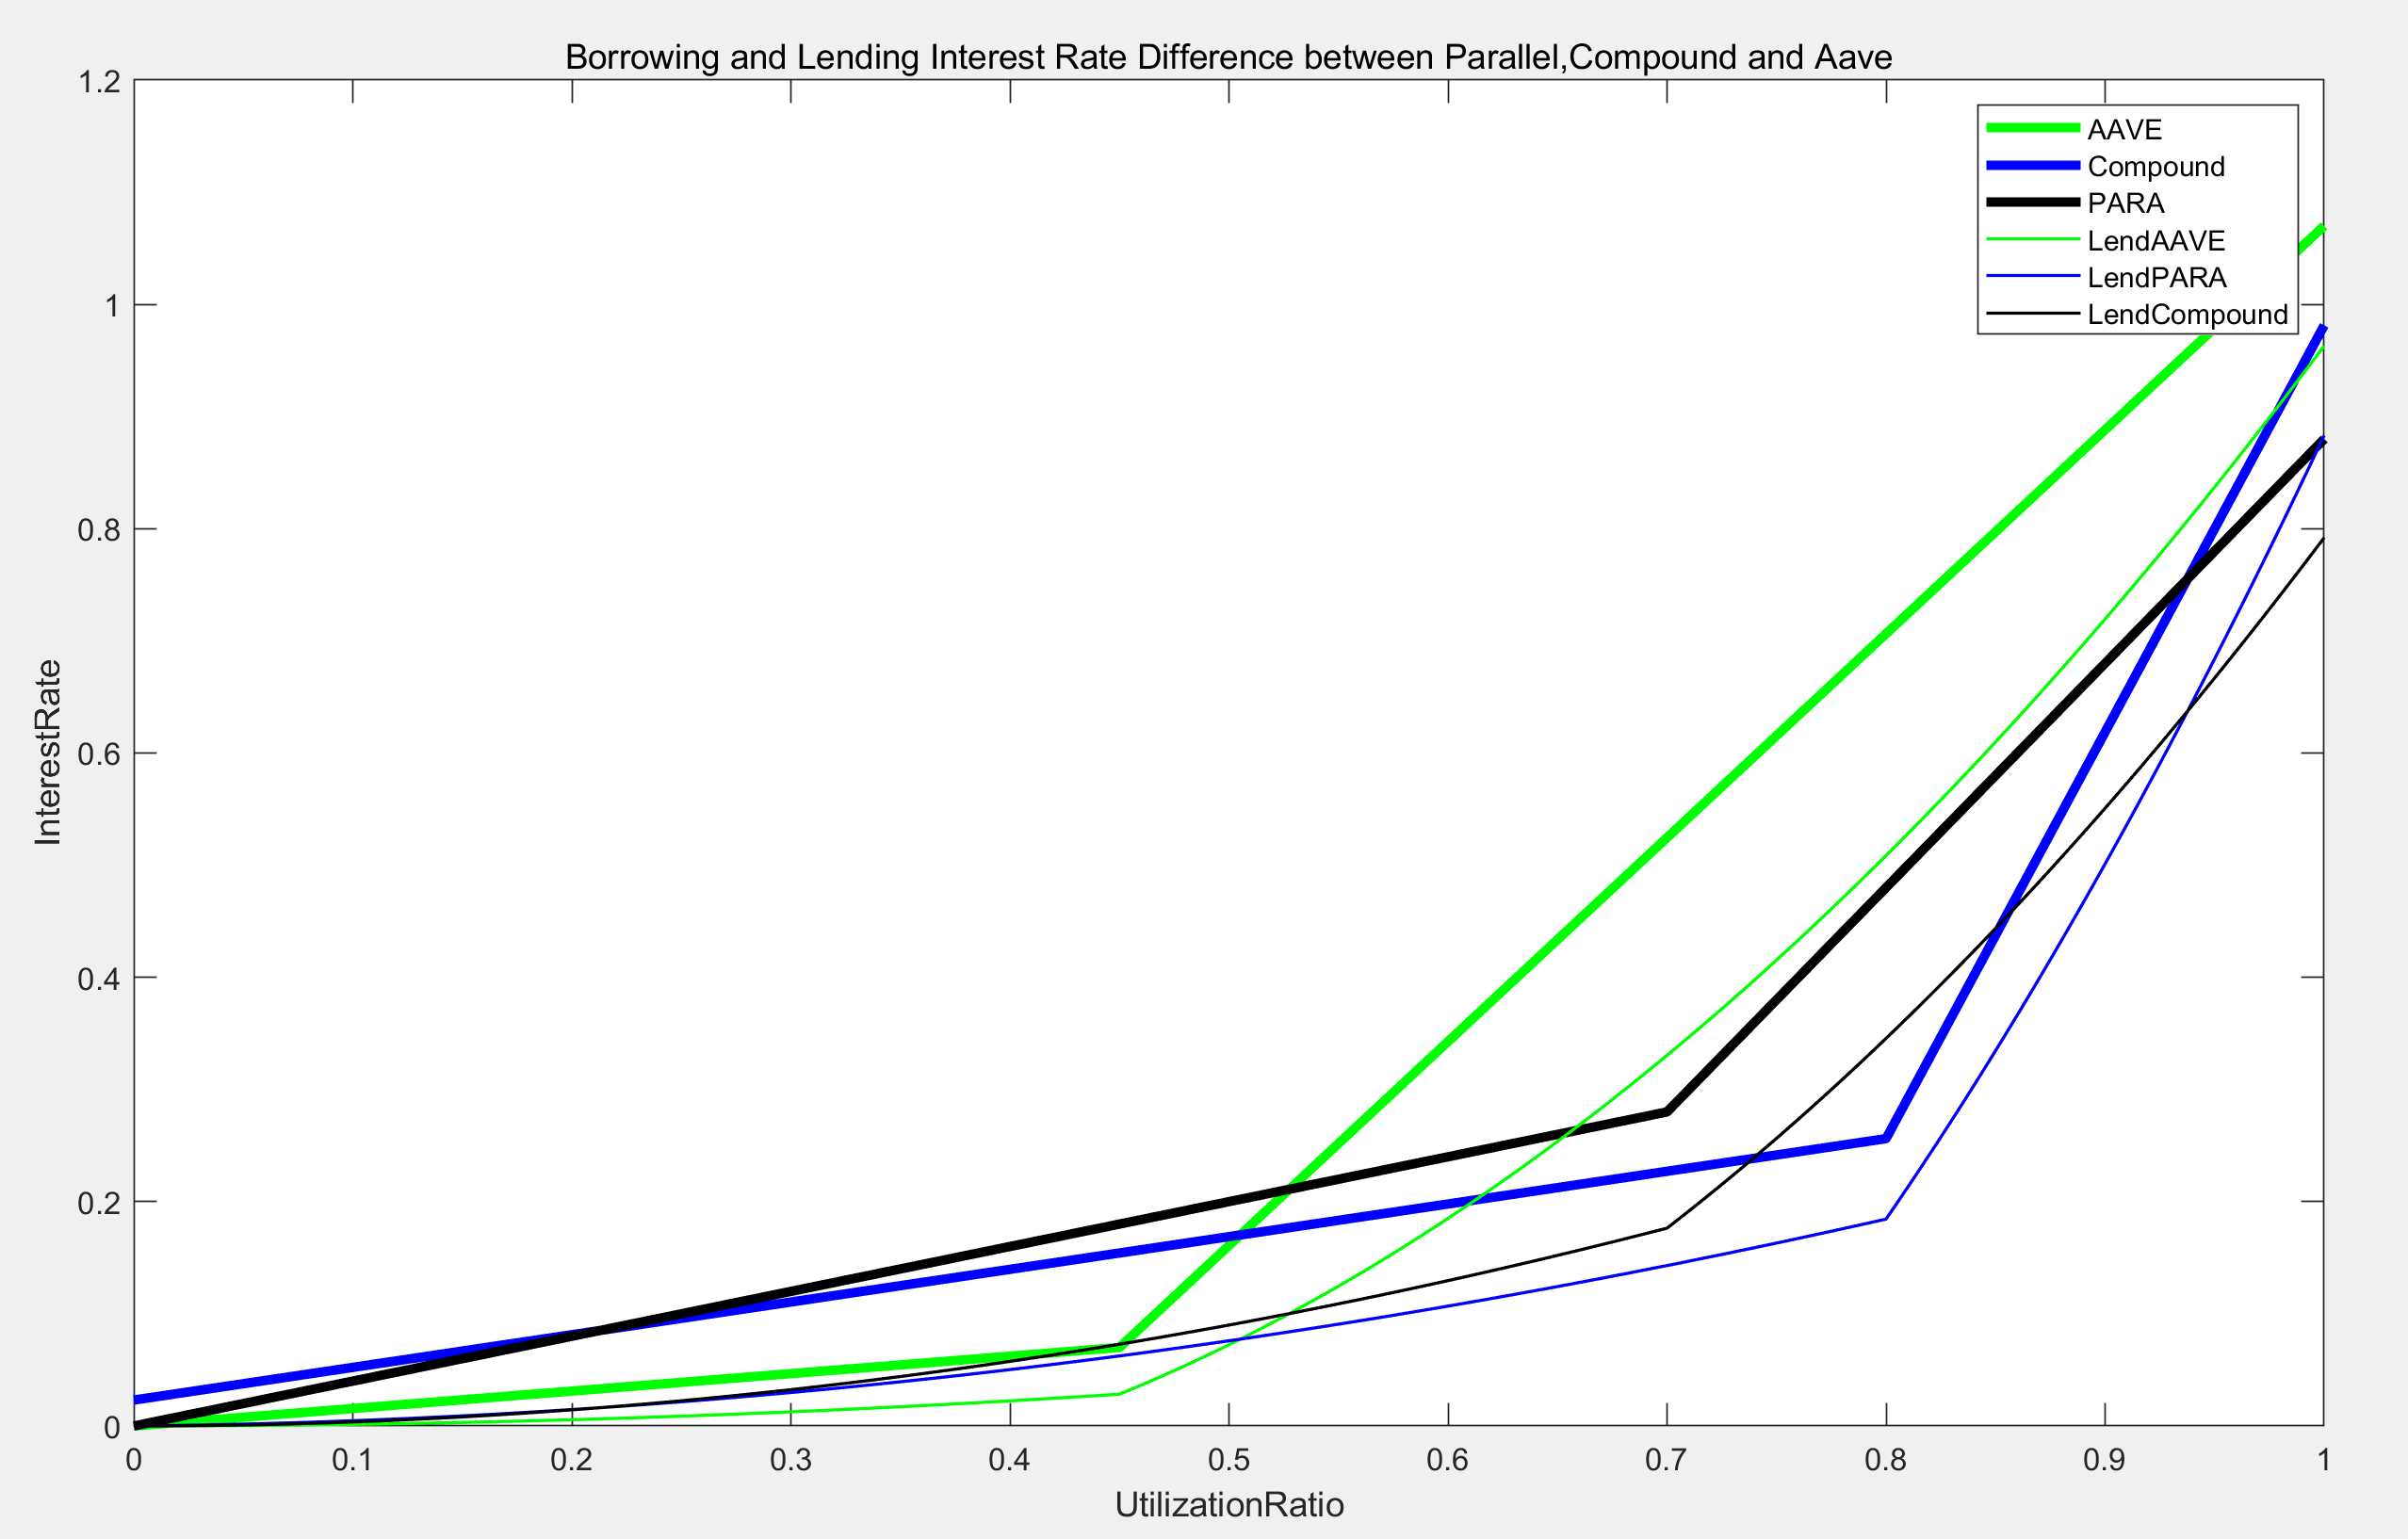 Borrowing and Lending Interest Rate Difference between Parallel,Compound and Aave
1.2
1
0.8
0.6
0.4
0.2
0
InterestRate
AAVE
Compound
PARA
LendAAVE
LendPARA
LendCompound
0 0.1 0.2 0.3 0.4 0.5 0.6 0.7 0.8 0.9 1
UtilizationRatio